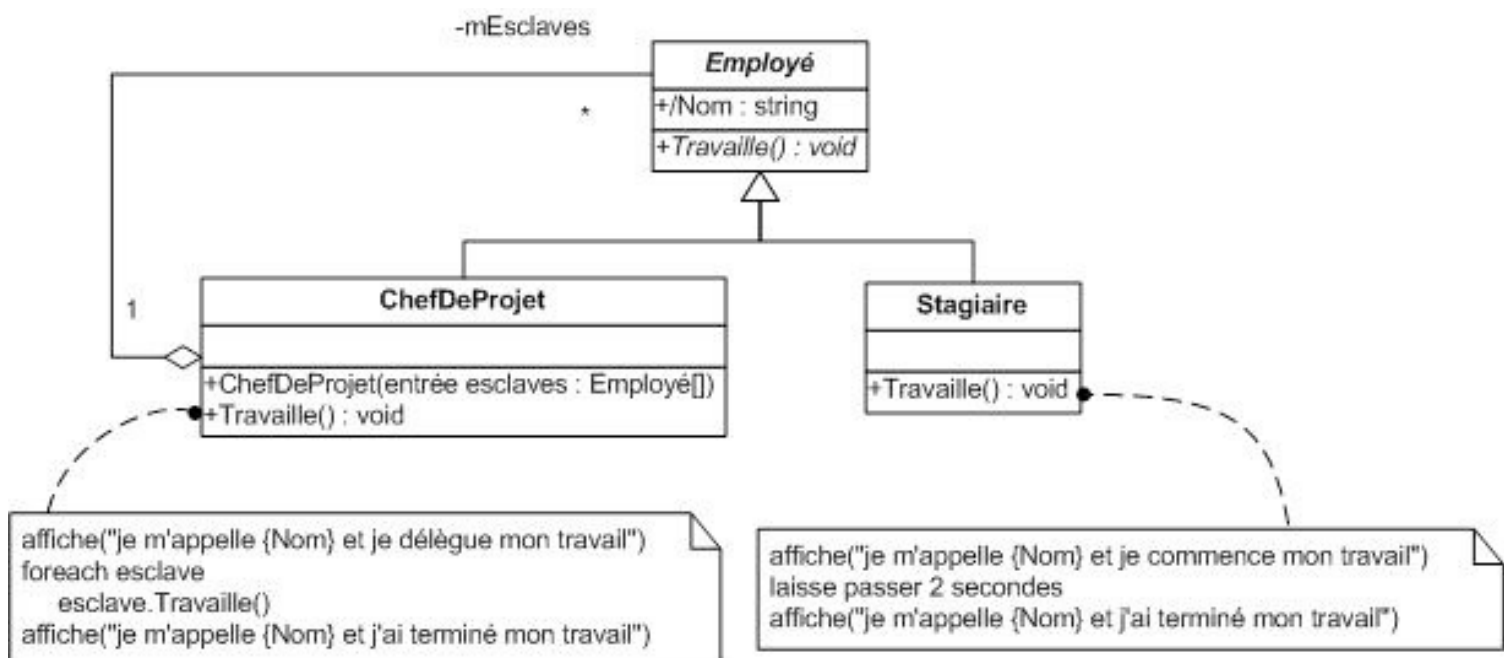 -mEsclaves
*
Employé
+/Nom : string
+Travaille() : void
1
ChefDeProjet
+ChefDeProjet(entrée esclaves : Employé[])
+Travaille() : void
Stagiaire
+Travaille() : void
affiche("je m'appelle {Nom} et je délègue mon travail")
foreach esclave
esclave.Travaille()
affiche("je m'appelle {Nom} et j'ai terminé mon travail")
affiche("je m'appelle {Nom} et je commence mon travail")
laisse passer 2 secondes
affiche("je m'appelle {Nom} et j'ai terminé mon travail")